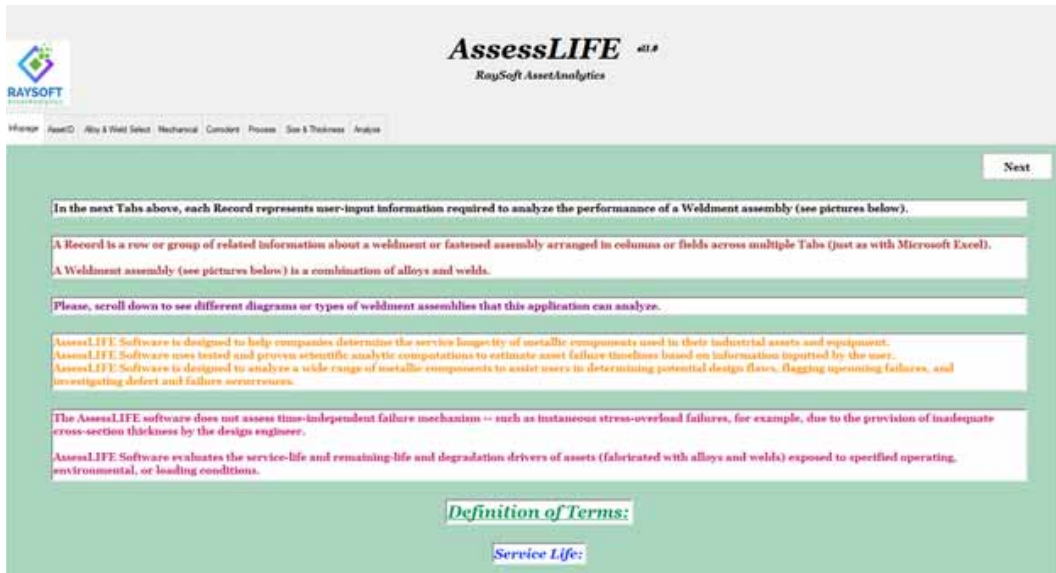 AssessLIFE
RaySoft AssetAnalytics
RAYSOFT
Infopage AssetID Alloy & Weld Select Mechanical Corrodent Process Size & Thickness Analyze
Next
In the next Tabs above, each Record represents user-input information required to analyze the performannce of a Weldment assembly (see pictures below).
A Record is a row or group of related information about a weldment or fastened assembly arranged in columns or fields across multiple Tabs (just as with Microsoft Excel).
A Weldment assembly (see pictures below) is a combination of alloys and welds.
Please, scroll down to see different diagrams or types of weldment assemblies that this application can analyze.
AssessLIFE Software is designed to help companies determine the service longevity of metallic components used in their industrial assets and equipment.
AssessLIFE Software uses tested and proven scientific analytic computations to estimate asset failure timelines based on information inputted by the user.
AssessLIFE Software is designed to analyze a wide range of metallic components to assist users in determining potential design flaws, flagging upcoming failures, and
investigating defect and failure occurrences.
The AssessLIFE software does not assess time-independent failure mechanism -- such as instaneous stress-overload failures, for example, due to the provision of inadequate
cross-section thickness by the design engineer.
AssessLIFE Software evaluates the service-life and remaining-life and degradation drivers of assets (fabricated with alloys and welds) exposed to specified operating,
environmental, or loading conditions.
Definition of Terms:
Service Life: